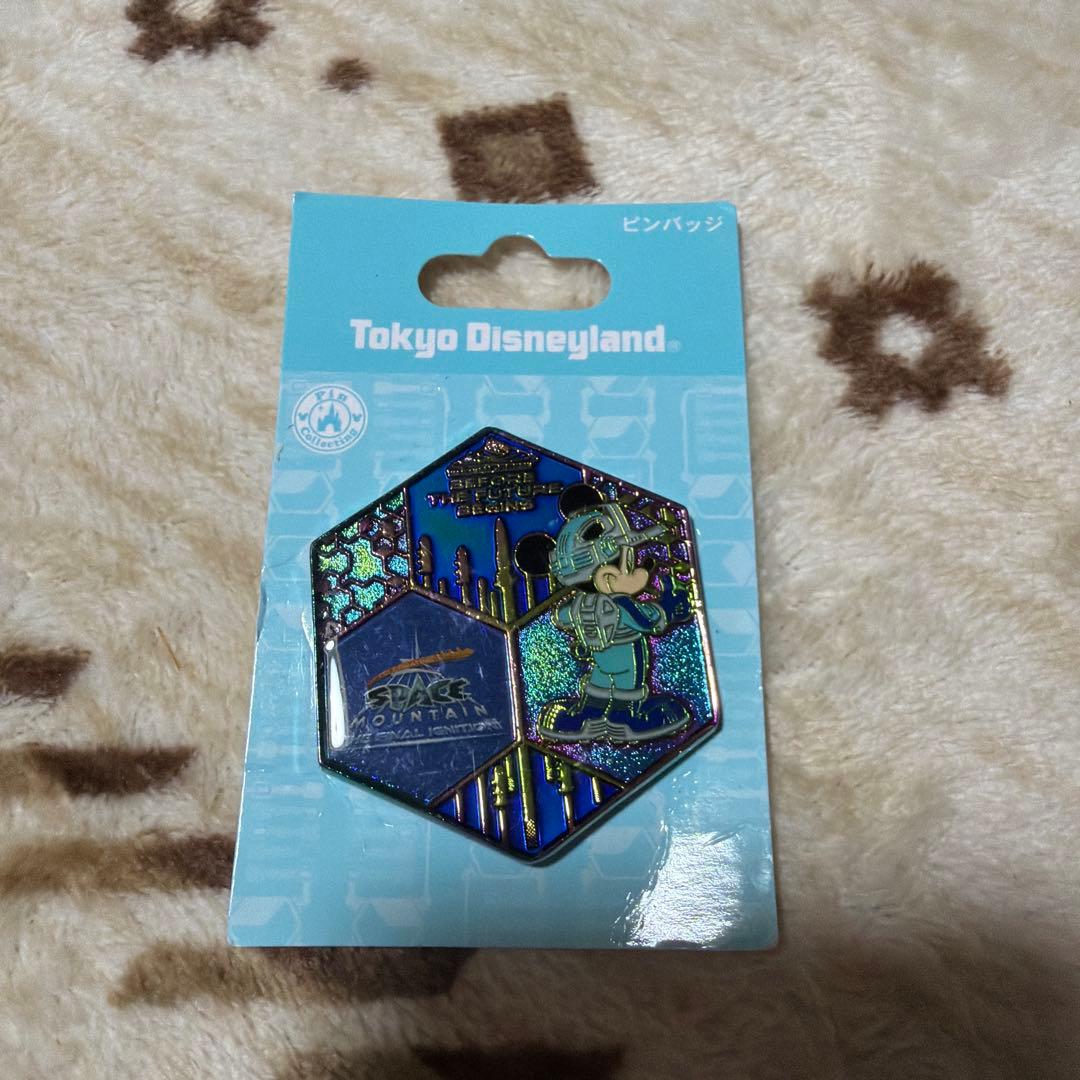 ピンバッジ
Tokyo Disneyland®
Pin
Collecting
BEFORE
THE FUTURE
BEGINS
SPACE
MOUNTAIN
THE FINAL IGNITION!